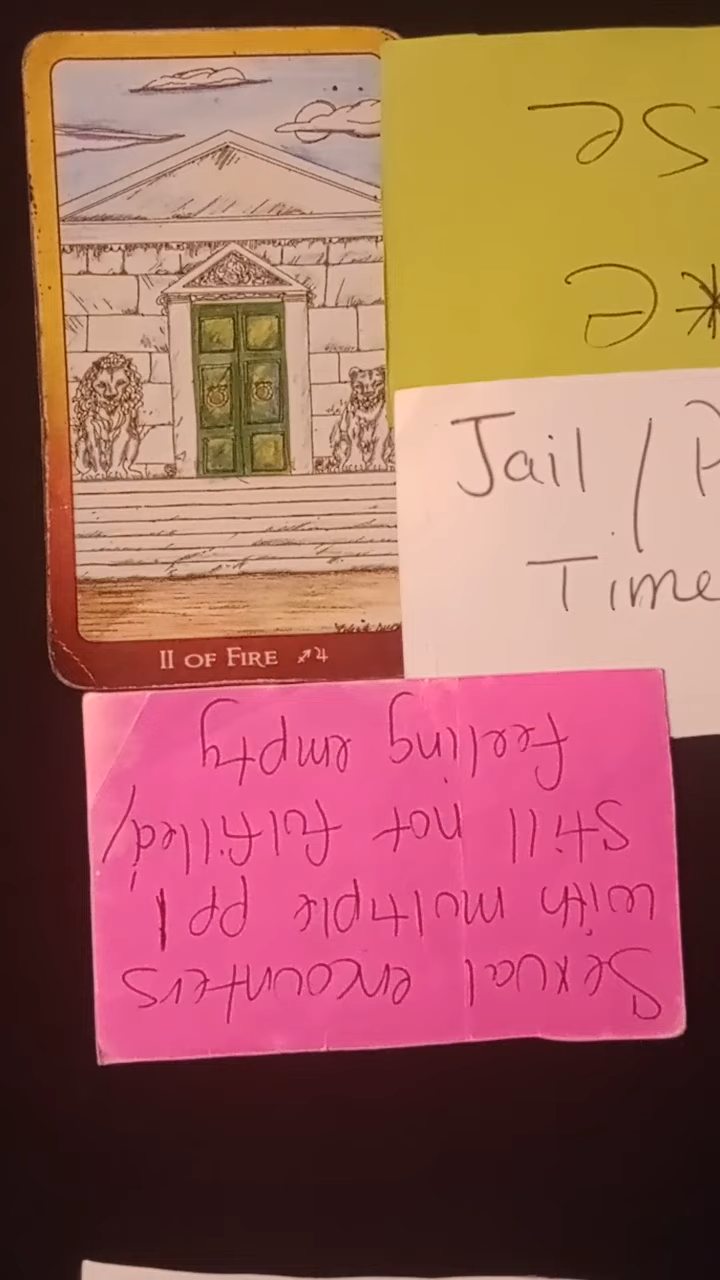 II OF FIRE ♐♃
Jail /
Time
Sexual encounters
with multiple ppl
still not fulfilled/
feeling empty